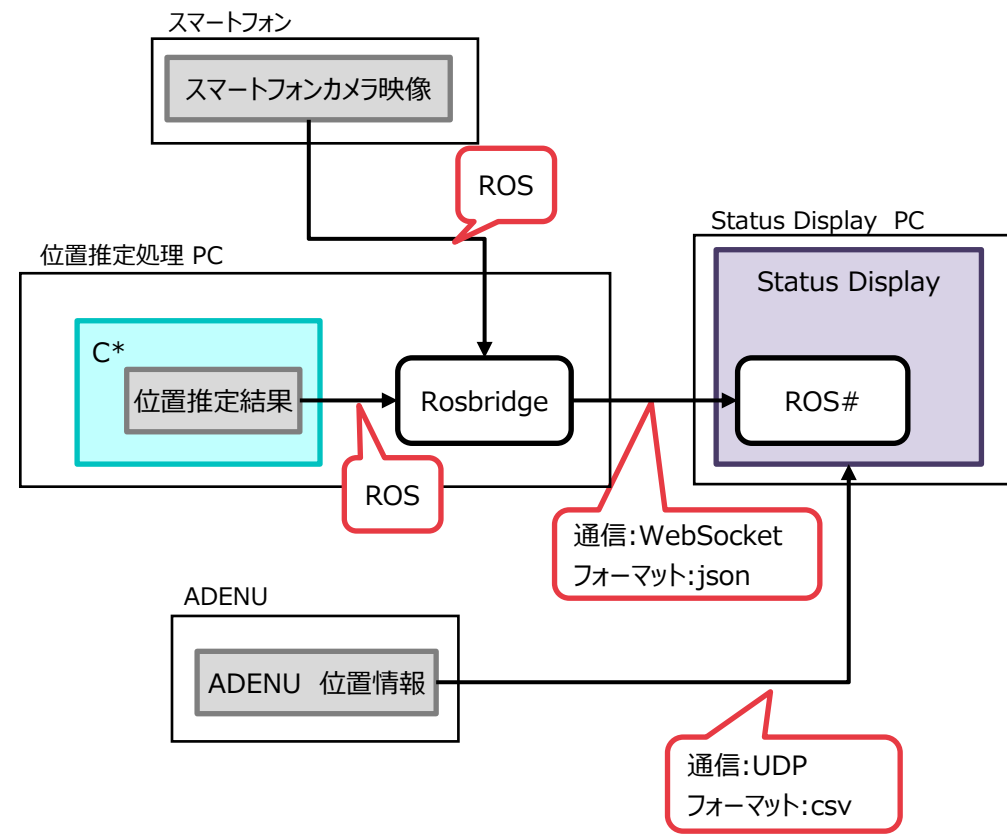 スマートフォン
スマートフォンカメラ映像
ROS
Status Display PC
位置推定処理 PC
Status Display
C*
位置推定結果
Rosbridge
ROS#
ROS
通信:WebSocket
フォーマット:json
ADENU
ADENU 位置情報
通信:UDP
フォーマット:csv